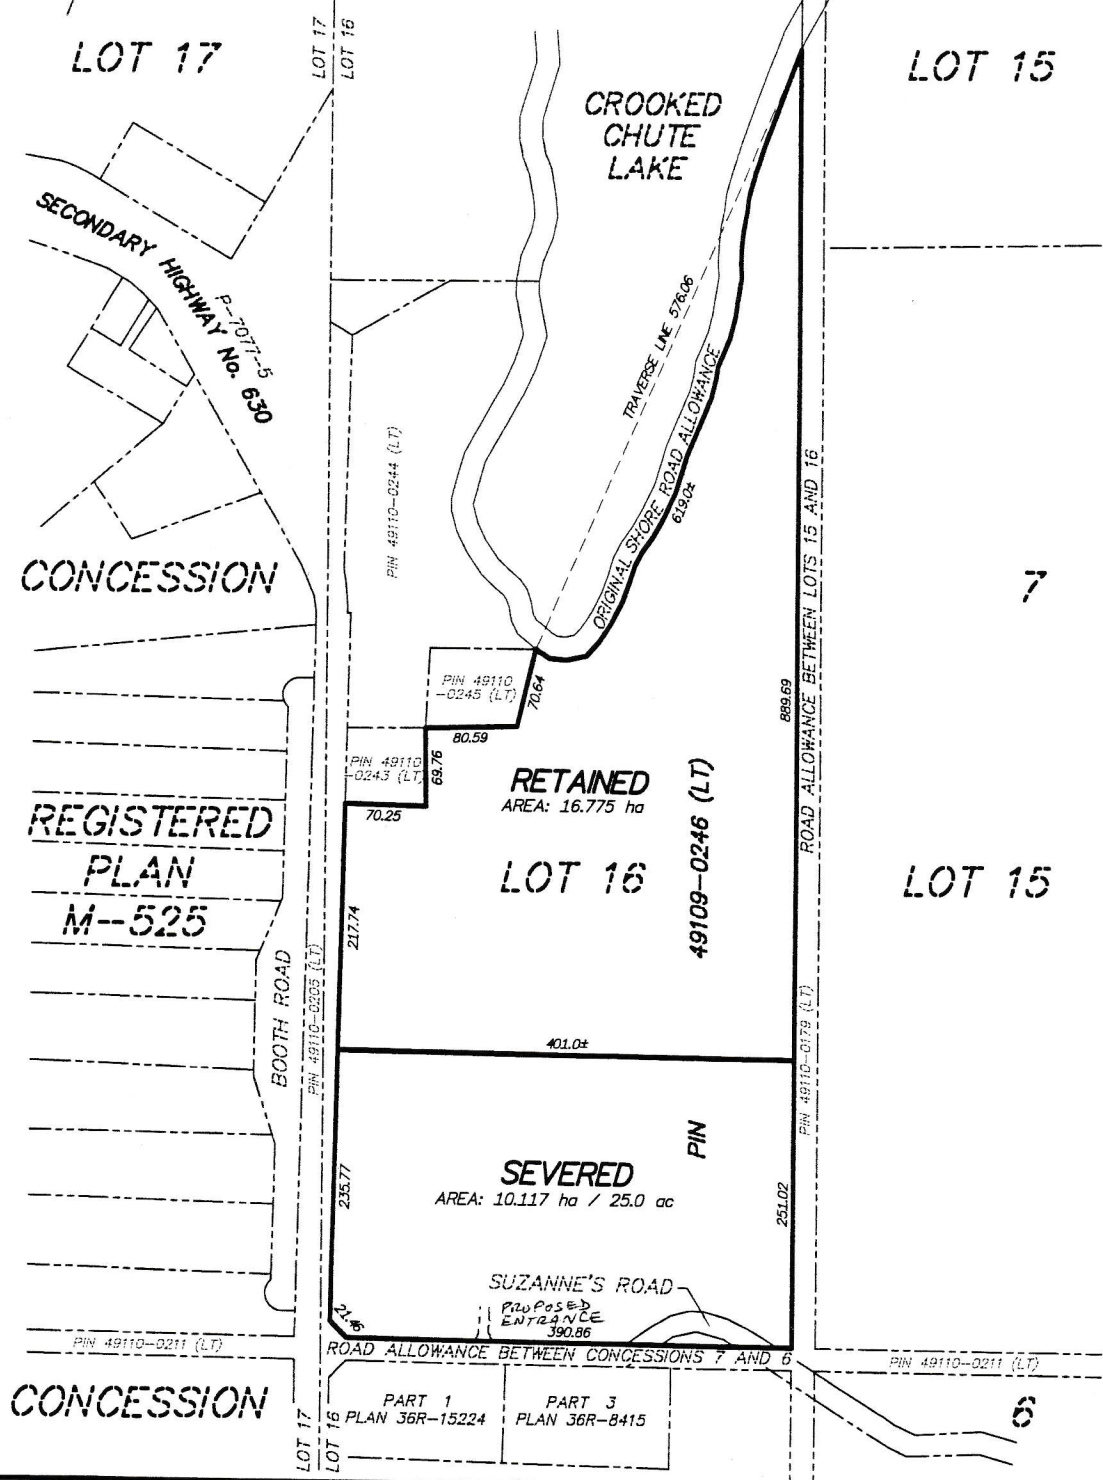 LOT 17
LOT 17
LOT 16
CROOKED
CHUTE
LAKE
LOT 15
SECONDARY HIGHWAY No. 630
P-7077-5
TRAVERSE LINE 576.06
ORIGINAL SHORE ROAD ALLOWANCE
619.0±
PIN 49110-0244 (LT)
ROAD ALLOWANCE BETWEEN LOTS 15 AND 16
CONCESSION
7
PIN 49110
-0245 (LT)
70.64
80.59
889.69
PIN 49110
-0243 (LT)
69.76
70.25
RETAINED
AREA: 16.775 ha
LOT 16
49109-0246 (LT)
REGISTERED
PLAN
M--525
LOT 15
217.74
BOOTH ROAD
PIN 49110-0205 (LT)
401.0±
PIN 49110-0179 (LT)
PIN
SEVERED
AREA: 10.117 ha / 25.0 ac
235.77
251.02
SUZANNE'S ROAD
PROPOSED
ENTRANCE
21.46
390.86
PIN 49110-0211 (LT)
ROAD ALLOWANCE BETWEEN CONCESSIONS 7 AND 6
PIN 49110-0211 (LT)
CONCESSION
LOT 17
LOT 16
PART 1
PLAN 36R-15224
PART 3
PLAN 36R-8415
6